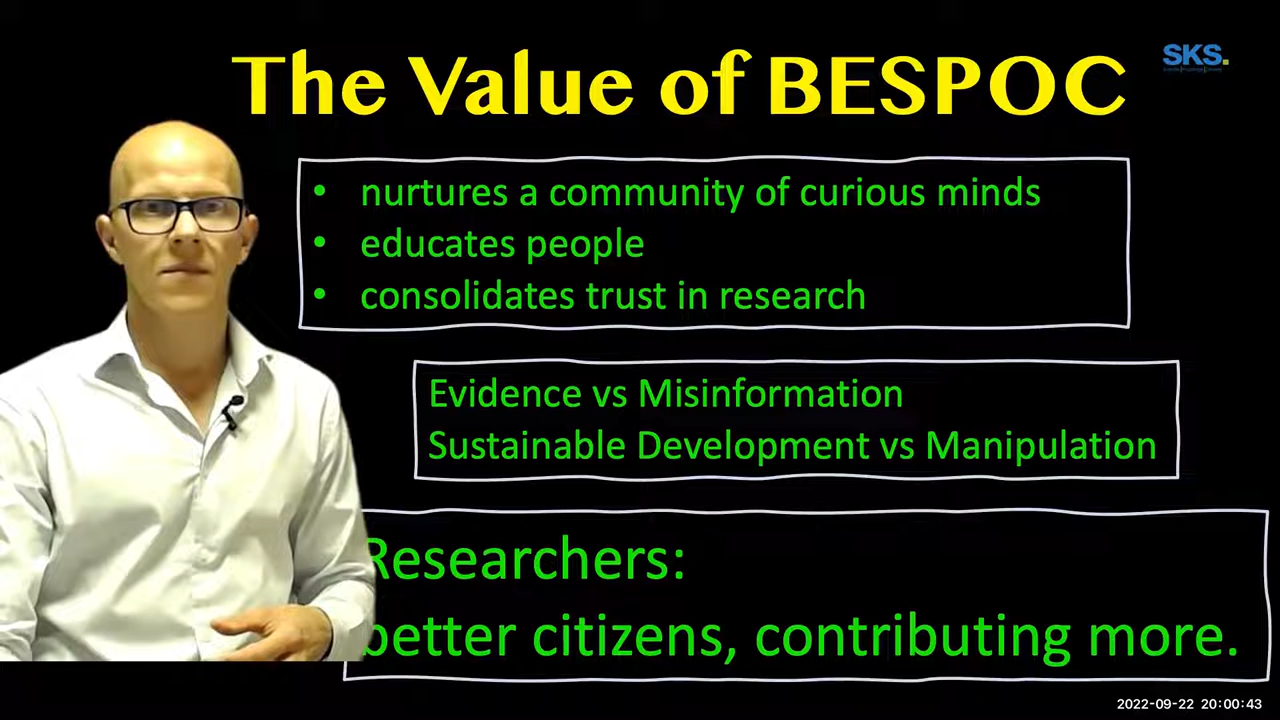 The Value of BESPOC
SKS.
• nurtures a community of curious minds
• educates people
• consolidates trust in research
Evidence vs Misinformation
Sustainable Development vs Manipulation
Researchers:
better citizens, contributing more.
2022-09-22 20:00:43